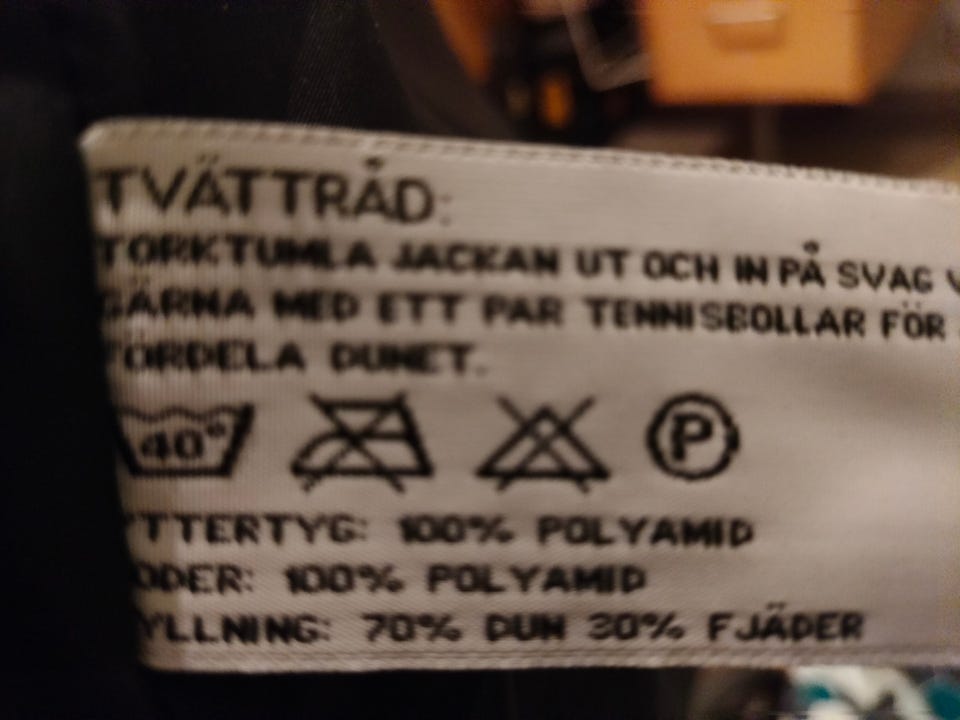 TVÄTTRÅD:
TORKTUMLA JACKAN UT OCH IN PÅ SVAG
GÄRNA MED ETT PAR TENNISBOLLAR FÖR
FÖRDELA DUNET.
40° P
YTTERTYG: 100% POLYAMID
ODER: 100% POLYAMID
YLLNING: 70% DUN 30% FJÄDER